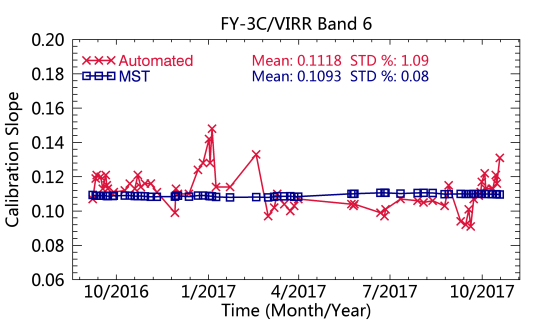 FY-3C/VIRR Band 6
Automated Mean: 0.1118 STD %: 1.09
MST Mean: 0.1093 STD %: 0.08
Calibration Slope
0.20
0.18
0.16
0.14
0.12
0.10
0.08
0.06
10/2016 1/2017 4/2017 7/2017 10/2017
Time (Month/Year)